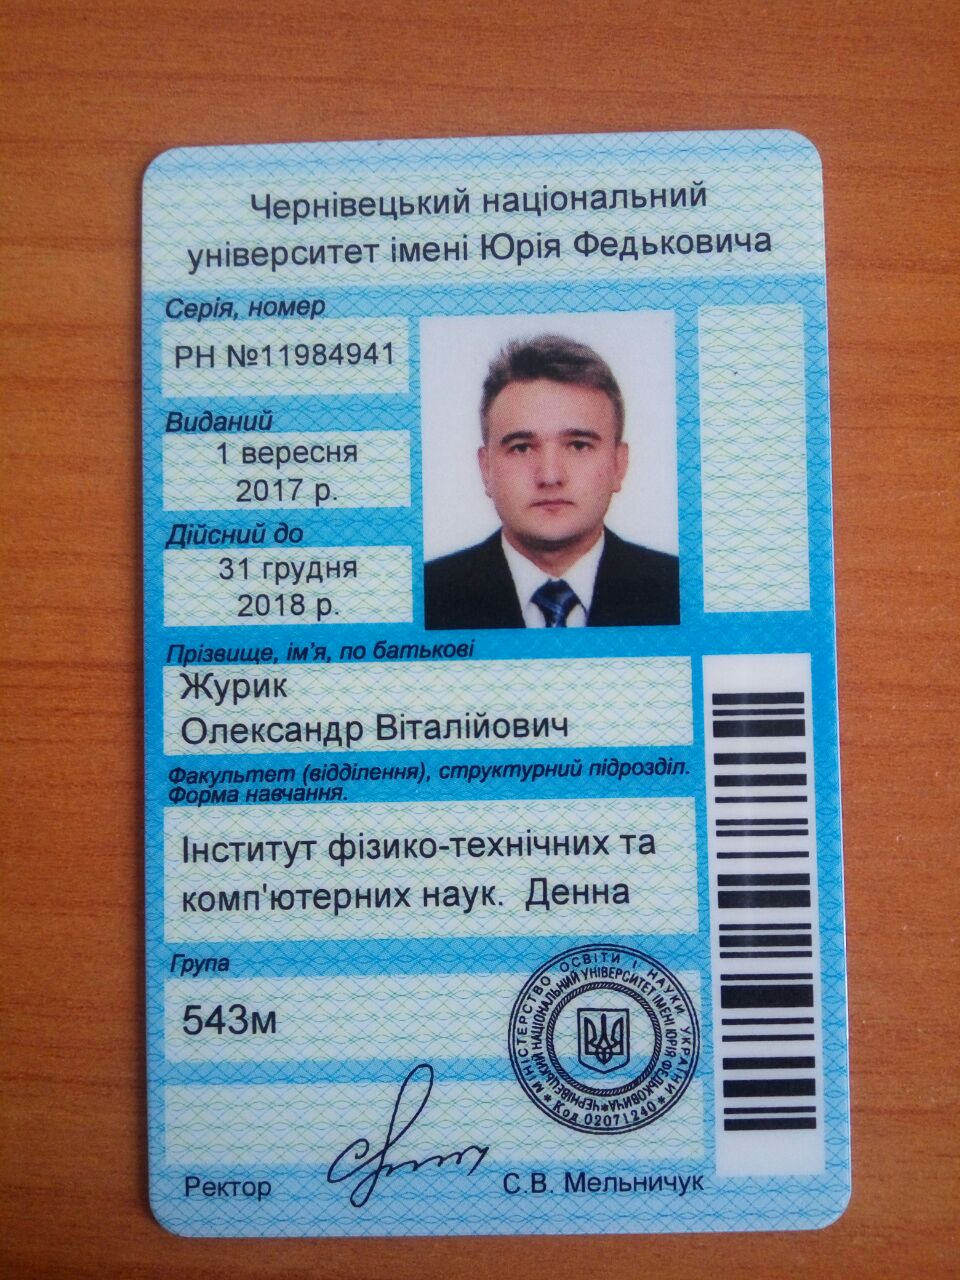 Чернівецький національний
університет імені Юрія Федьковича
Серія, номер
РН №11984941
Виданий
1 вересня
2017 р.
Дійсний до
31 грудня
2018 р.
Прізвище, ім'я, по батькові
Журик
Олександр Віталійович
Факультет (відділення), структурний підрозділ.
Форма навчання.
Інститут фізико-технічних та
комп'ютерних наук. Денна
Група
543м
МІНІСТЕРСТВО ОСВІТИ І НАУКИ УКРАЇНИ
* Код 02071240 *
ЧЕРНІВЕЦЬКИЙ НАЦІОНАЛЬНИЙ УНІВЕРСИТЕТ ІМЕНІ ЮРІЯ ФЕДЬКОВИЧА
Ректор
С.В. Мельничук